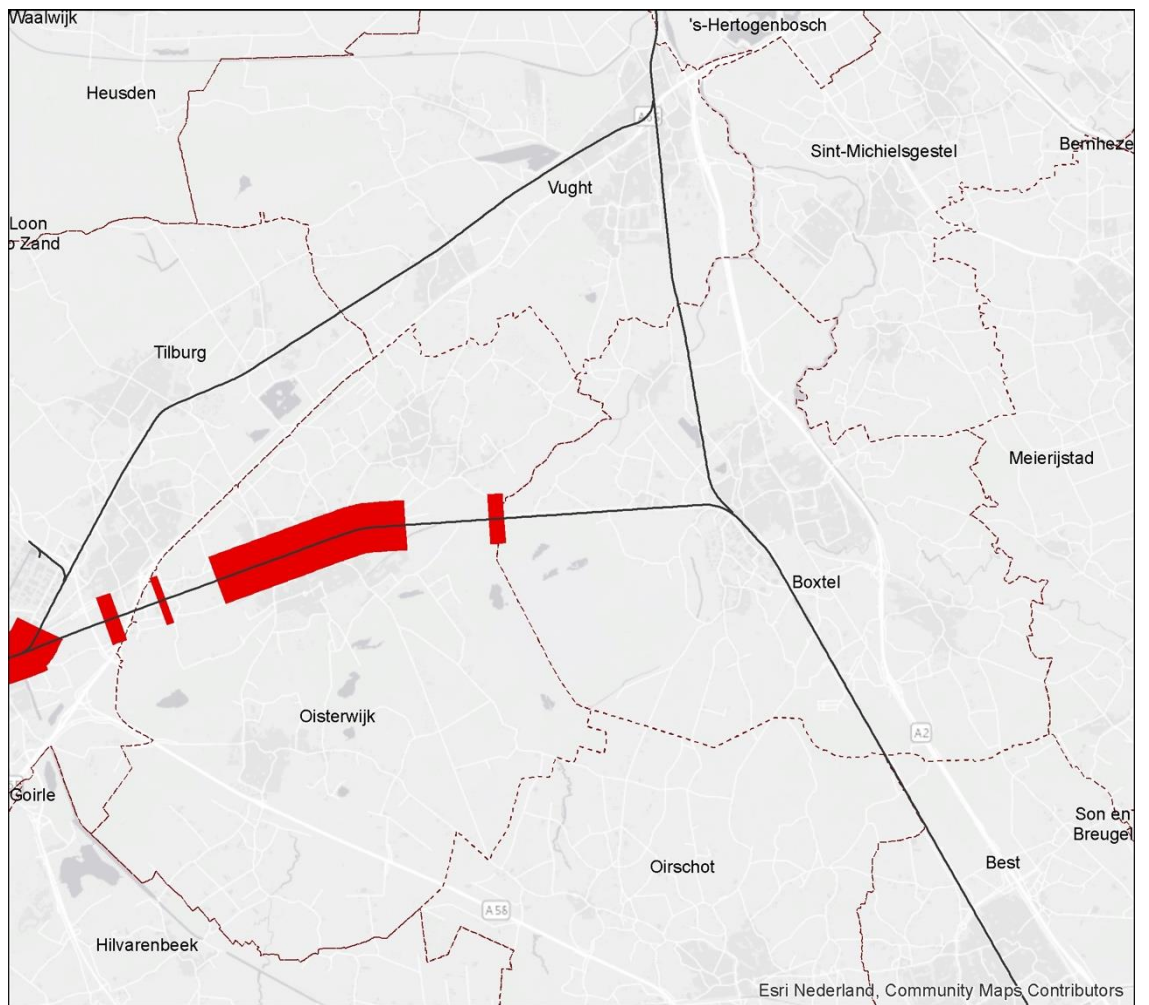 Waalwijk
's-Hertogenbosch
Heusden
A65
Sint-Michielsgestel
Bernheze
Vught
Loon
p Zand
Tilburg
Meierijstad
Boxtel
Oisterwijk
A2
Goirle
Son en
Breugel
Oirschot
Best
A58
Hilvarenbeek
Esri Nederland, Community Maps Contributors